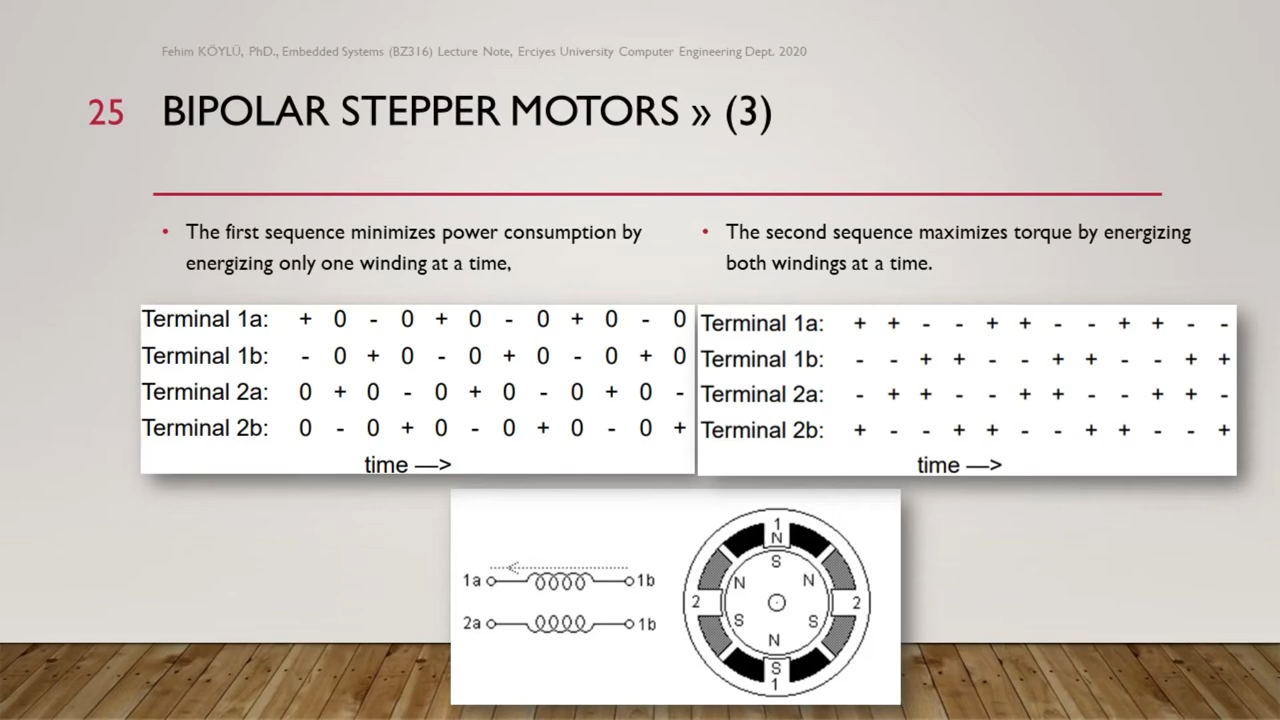 Fehim KÖYLÜ, PhD., Embedded Systems (BZ316) Lecture Note, Erciyes University Computer Engineering Dept. 2020
25
BIPOLAR STEPPER MOTORS » (3)
• The first sequence minimizes power consumption by
energizing only one winding at a time,
• The second sequence maximizes torque by energizing
both windings at a time.
Terminal 1a: + 0 - 0 + 0 - 0 + 0 - 0
Terminal 1b: - 0 + 0 - 0 + 0 - 0 + 0
Terminal 2a: 0 + 0 - 0 + 0 - 0 + 0 -
Terminal 2b: 0 - 0 + 0 - 0 + 0 - 0 +
time —>
Terminal 1a: + + - - + + - - + + - -
Terminal 1b: - - + + - - + + - - + +
Terminal 2a: - + + - - + + - - + + -
Terminal 2b: + - - + + - - + + - - +
time —>
1a 1b
2a 1b
1
N
S
N N
2 2
S S
N
S
1